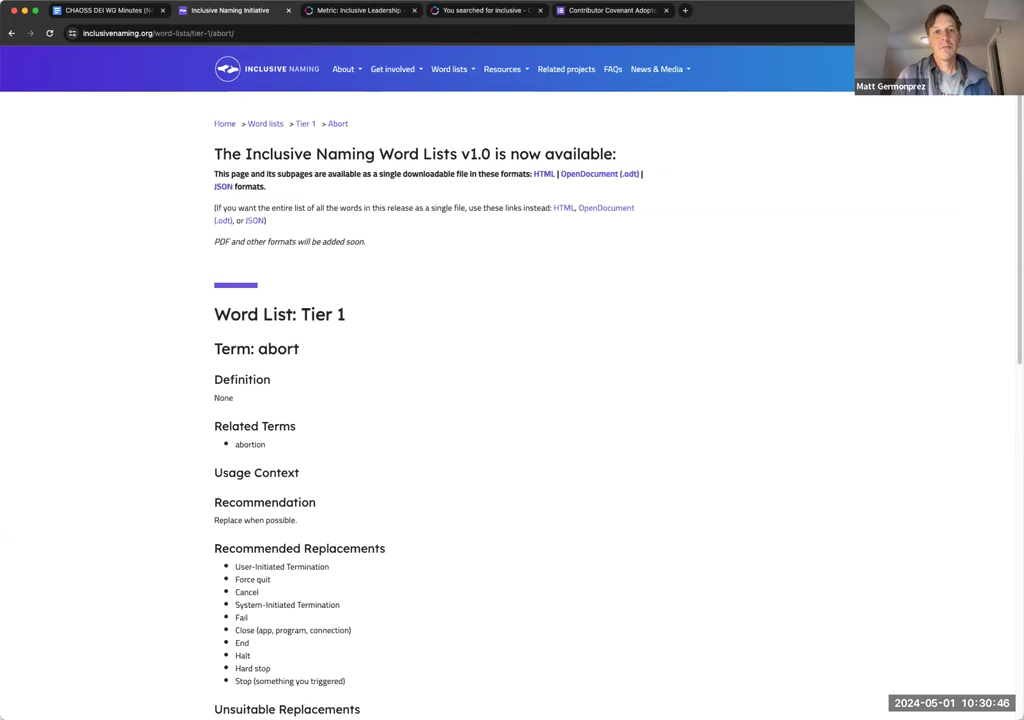 CHAOSS DEI WG Minutes (Ne
Inclusive Naming Initiative
Metric: Inclusive Leadership
You searched for inclusive -
Contributor Covenant Adopte
inclusivenaming.org/word-lists/tier-1/abort/
INCLUSIVE NAMING
About
Get involved
Word lists
Resources
Related projects
FAQs
News & Media
Matt Germonprez
Home > Word lists > Tier 1 > Abort
The Inclusive Naming Word Lists v1.0 is now available:
This page and its subpages are available as a single downloadable file in these formats: HTML | OpenDocument (.odt) |
JSON formats.
(If you want the entire list of all the words in this release as a single file, use these links instead: HTML, OpenDocument
(.odt), or JSON)
PDF and other formats will be added soon.
Word List: Tier 1
Term: abort
Definition
None
Related Terms
abortion
Usage Context
Recommendation
Replace when possible.
Recommended Replacements
User-Initiated Termination
Force quit
Cancel
System-Initiated Termination
Fail
Close (app, program, connection)
End
Halt
Hard stop
Stop (something you triggered)
Unsuitable Replacements
2024-05-01 10:30:46